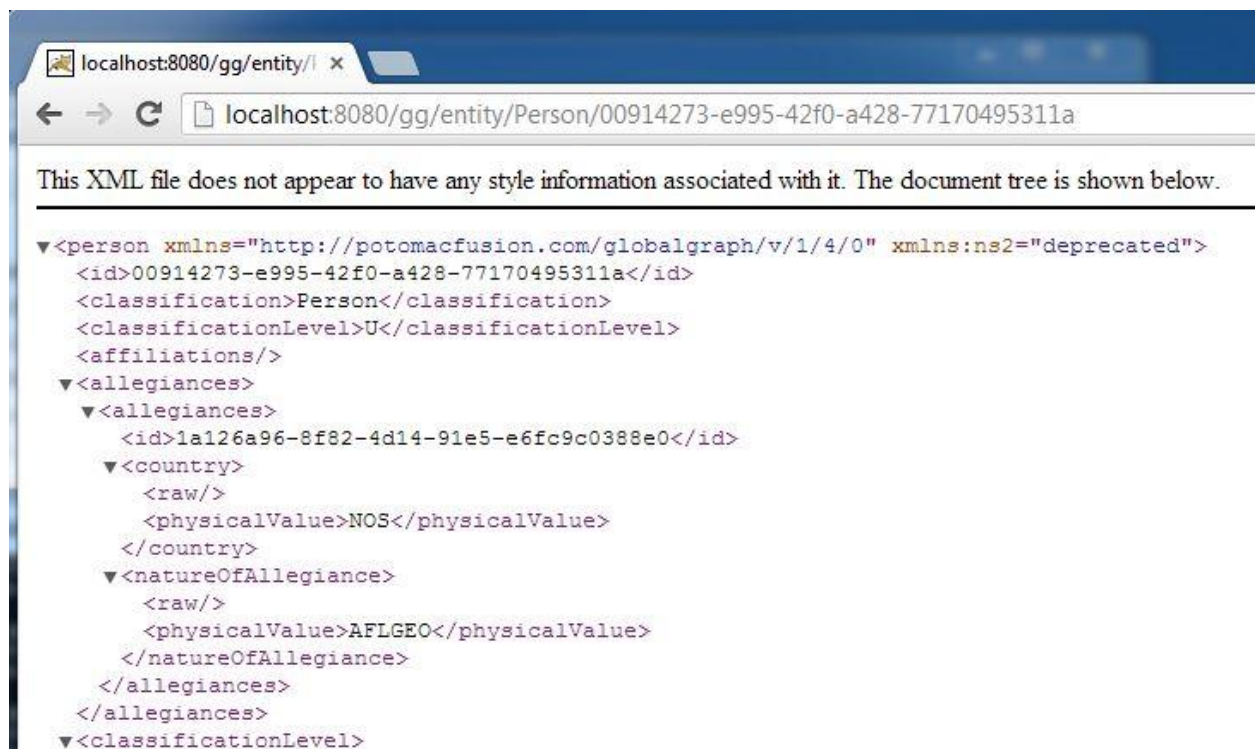 localhost:8080/gg/entity/
localhost:8080/gg/entity/Person/00914273-e995-42f0-a428-77170495311a
This XML file does not appear to have any style information associated with it. The document tree is shown below.
▼<person xmlns="http://potomacfusion.com/globalgraph/v/1/4/0" xmlns:ns2="deprecated">
<id>00914273-e995-42f0-a428-77170495311a</id>
<classification>Person</classification>
<classificationLevel>U</classificationLevel>
<affiliations/>
▼<allegiances>
▼<allegiances>
<id>1a126a96-8f82-4d14-91e5-e6fc9c0388e0</id>
▼<country>
<raw/>
<physicalValue>NOS</physicalValue>
</country>
▼<natureOfAllegiance>
<raw/>
<physicalValue>AFLGEO</physicalValue>
</natureOfAllegiance>
</allegiances>
</allegiances>
▼<classificationLevel>